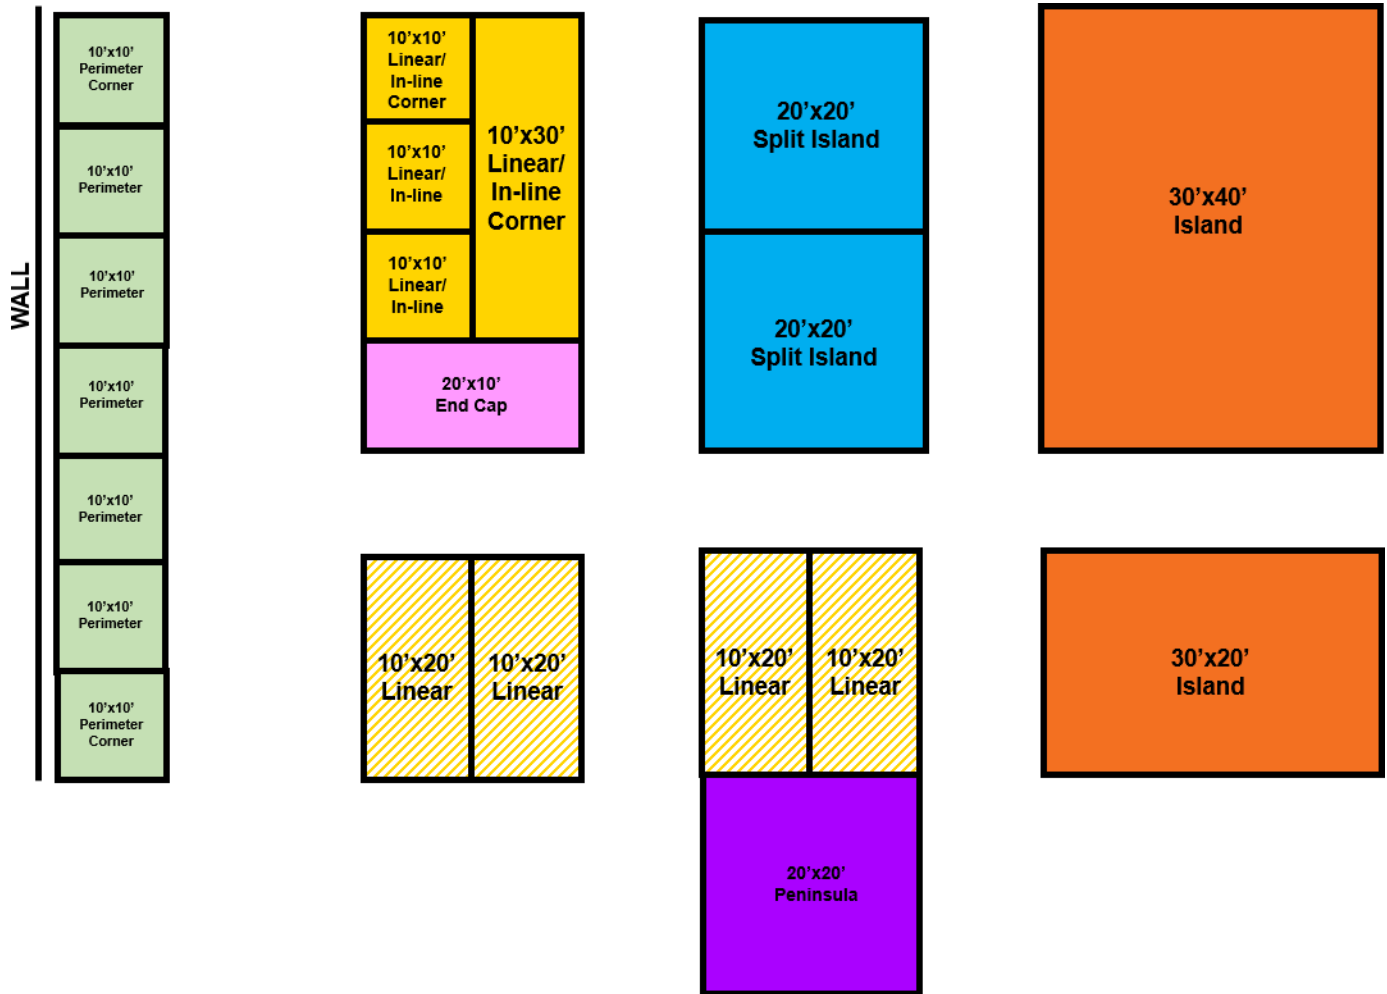 WALL
10’x10’
Perimeter
Corner
10’x10’
Perimeter
10’x10’
Perimeter
10’x10’
Perimeter
10’x10’
Perimeter
10’x10’
Perimeter
10’x10’
Perimeter
Corner
10’x10’
Linear/
In-line
Corner
10’x10’
Linear/
In-line
10’x10’
Linear/
In-line
10’x30’
Linear/
In-line
Corner
20’x10’
End Cap
10’x20’
Linear
10’x20’
Linear
20’x20’
Split Island
20’x20’
Split Island
10’x20’
Linear
10’x20’
Linear
20’x20’
Peninsula
30’x40’
Island
30’x20’
Island